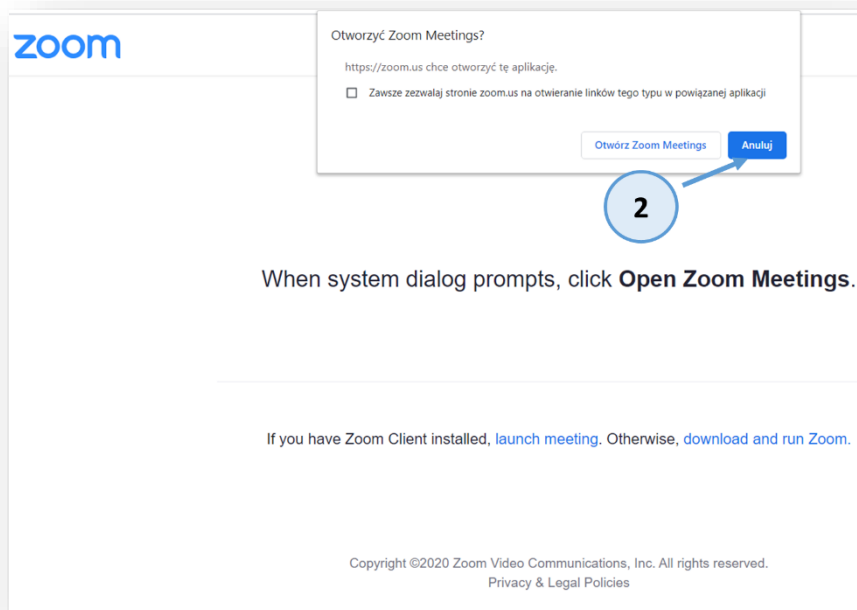 zoom
Otworzyć Zoom Meetings?
https://zoom.us chce otworzyć tę aplikację.
Zawsze zezwalaj stronie zoom.us na otwieranie linków tego typu w powiązanej aplikacji
Otwórz Zoom Meetings
Anuluj
2
When system dialog prompts, click Open Zoom Meetings.
If you have Zoom Client installed, launch meeting. Otherwise, download and run Zoom.
Copyright ©2020 Zoom Video Communications, Inc. All rights reserved.
Privacy & Legal Policies